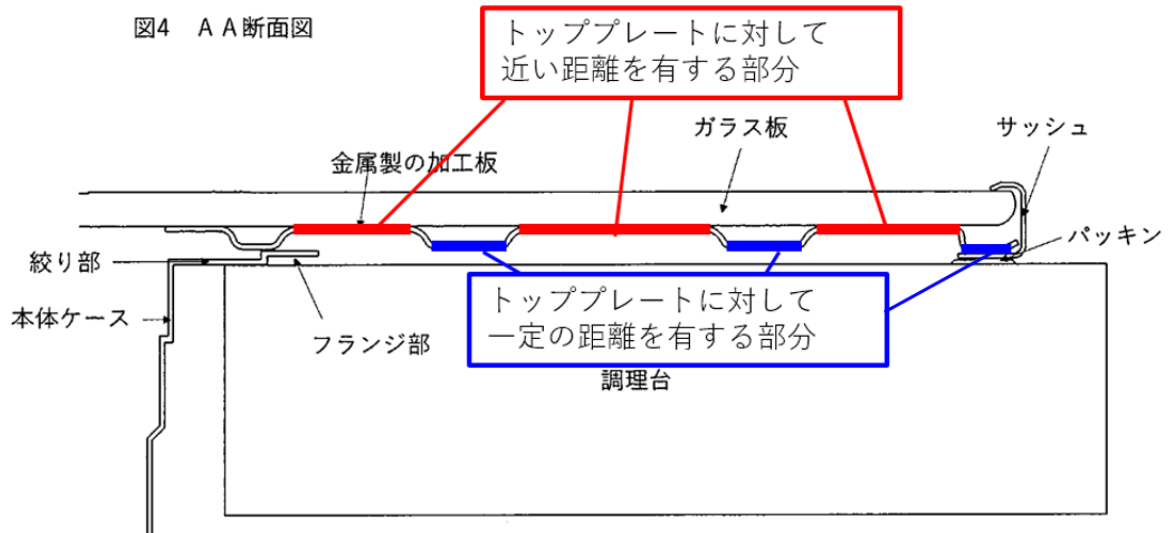 図4 AA断面図
トッププレートに対して
近い距離を有する部分
ガラス板
サッシュ
金属製の加工板
パッキン
絞り部
トッププレートに対して
一定の距離を有する部分
本体ケース
フランジ部
調理台